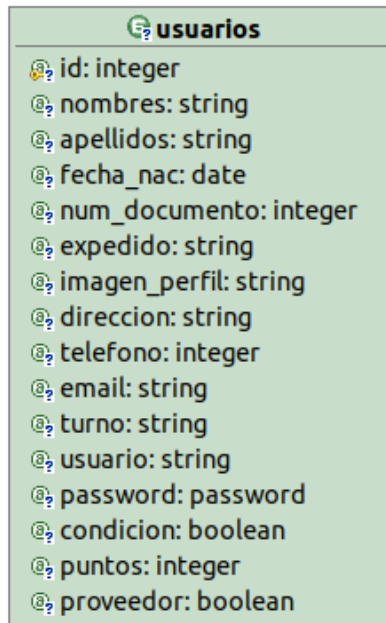 usuarios
id: integer
nombres: string
apellidos: string
fecha_nac: date
num_documento: integer
expedido: string
imagen_perfil: string
direccion: string
telefono: integer
email: string
turno: string
usuario: string
password: password
condicion: boolean
puntos: integer
proveedor: boolean